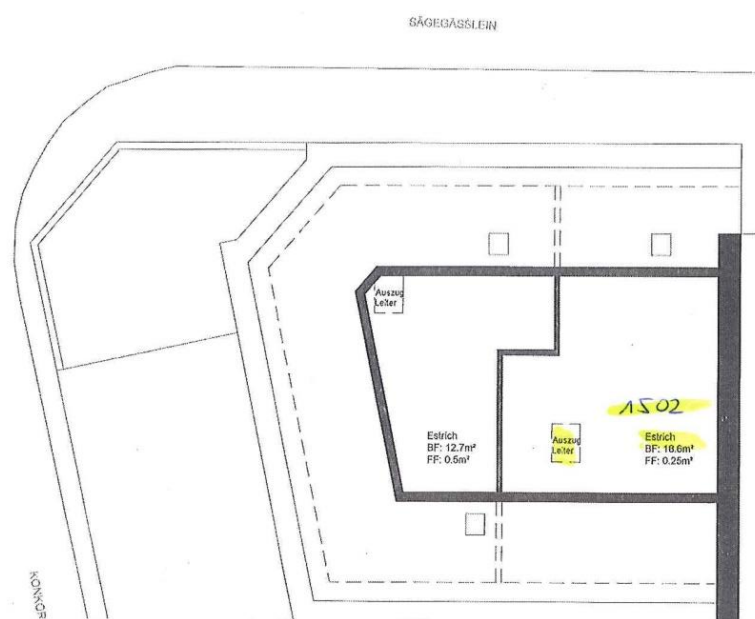 SÄGEGÄSSLEIN
Auszug
Leiter
1502
Estrich
BF: 12.7m²
FF: 0.5m²
Auszug
Leiter
Estrich
BF: 18.6m²
FF: 0.25m²
KONKOR